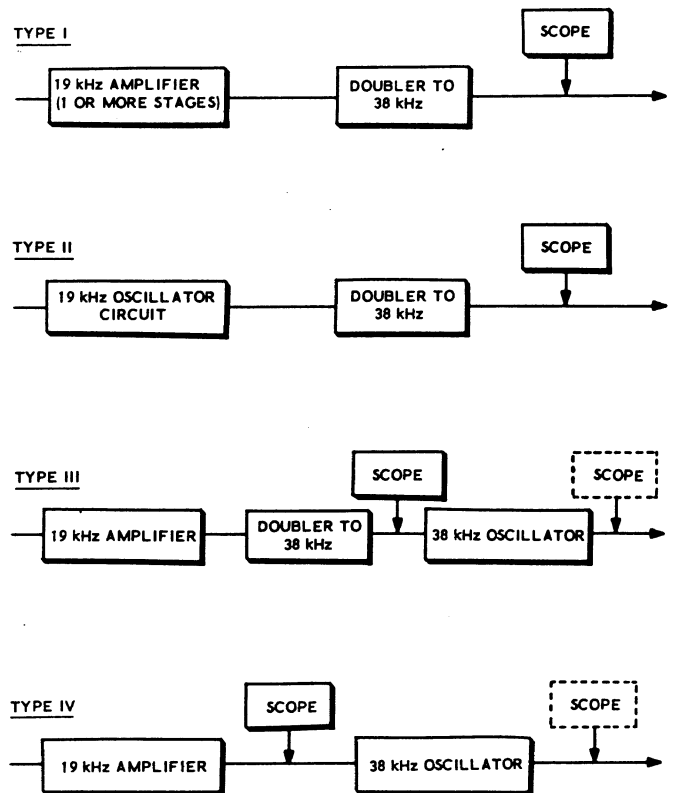 TYPE I
SCOPE
19 kHz AMPLIFIER
(1 OR MORE STAGES)
DOUBLER TO
38 kHz
TYPE II
SCOPE
19 kHz OSCILLATOR
CIRCUIT
DOUBLER TO
38 kHz
TYPE III
SCOPE
SCOPE
19 kHz AMPLIFIER
DOUBLER TO
38 kHz
38 kHz OSCILLATOR
TYPE IV
SCOPE
SCOPE
19 kHz AMPLIFIER
38 kHz OSCILLATOR